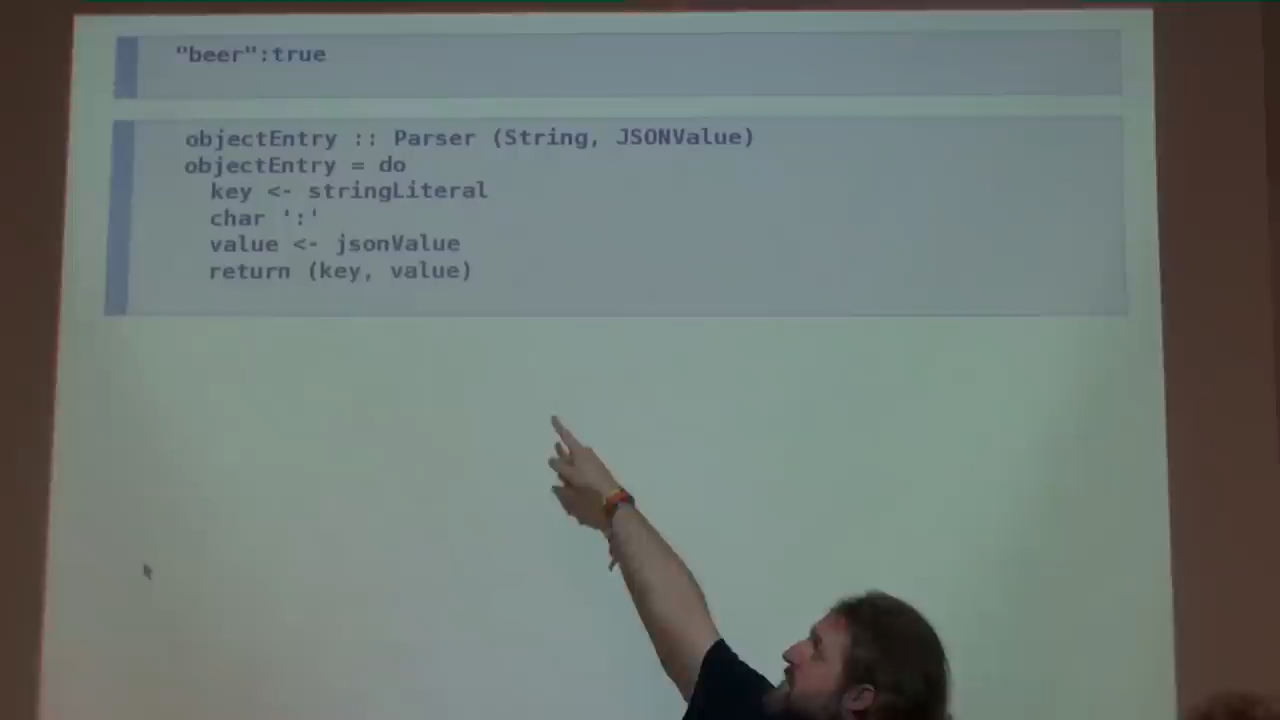 "beer":true
objectEntry :: Parser (String, JSONValue)
objectEntry = do
  key <- stringLiteral
  char ':'
  value <- jsonValue
  return (key, value)